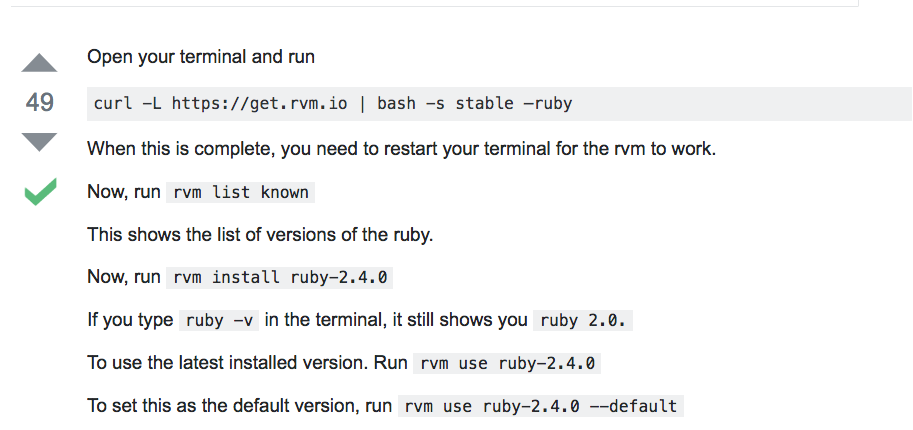 Open your terminal and run
49
curl –L https://get.rvm.io | bash –s stable –ruby
When this is complete, you need to restart your terminal for the rvm to work.
Now, run rvm list known
This shows the list of versions of the ruby.
Now, run rvm install ruby–2.4.0
If you type ruby –v in the terminal, it still shows you ruby 2.0.
To use the latest installed version. Run rvm use ruby–2.4.0
To set this as the default version, run rvm use ruby–2.4.0 ––default